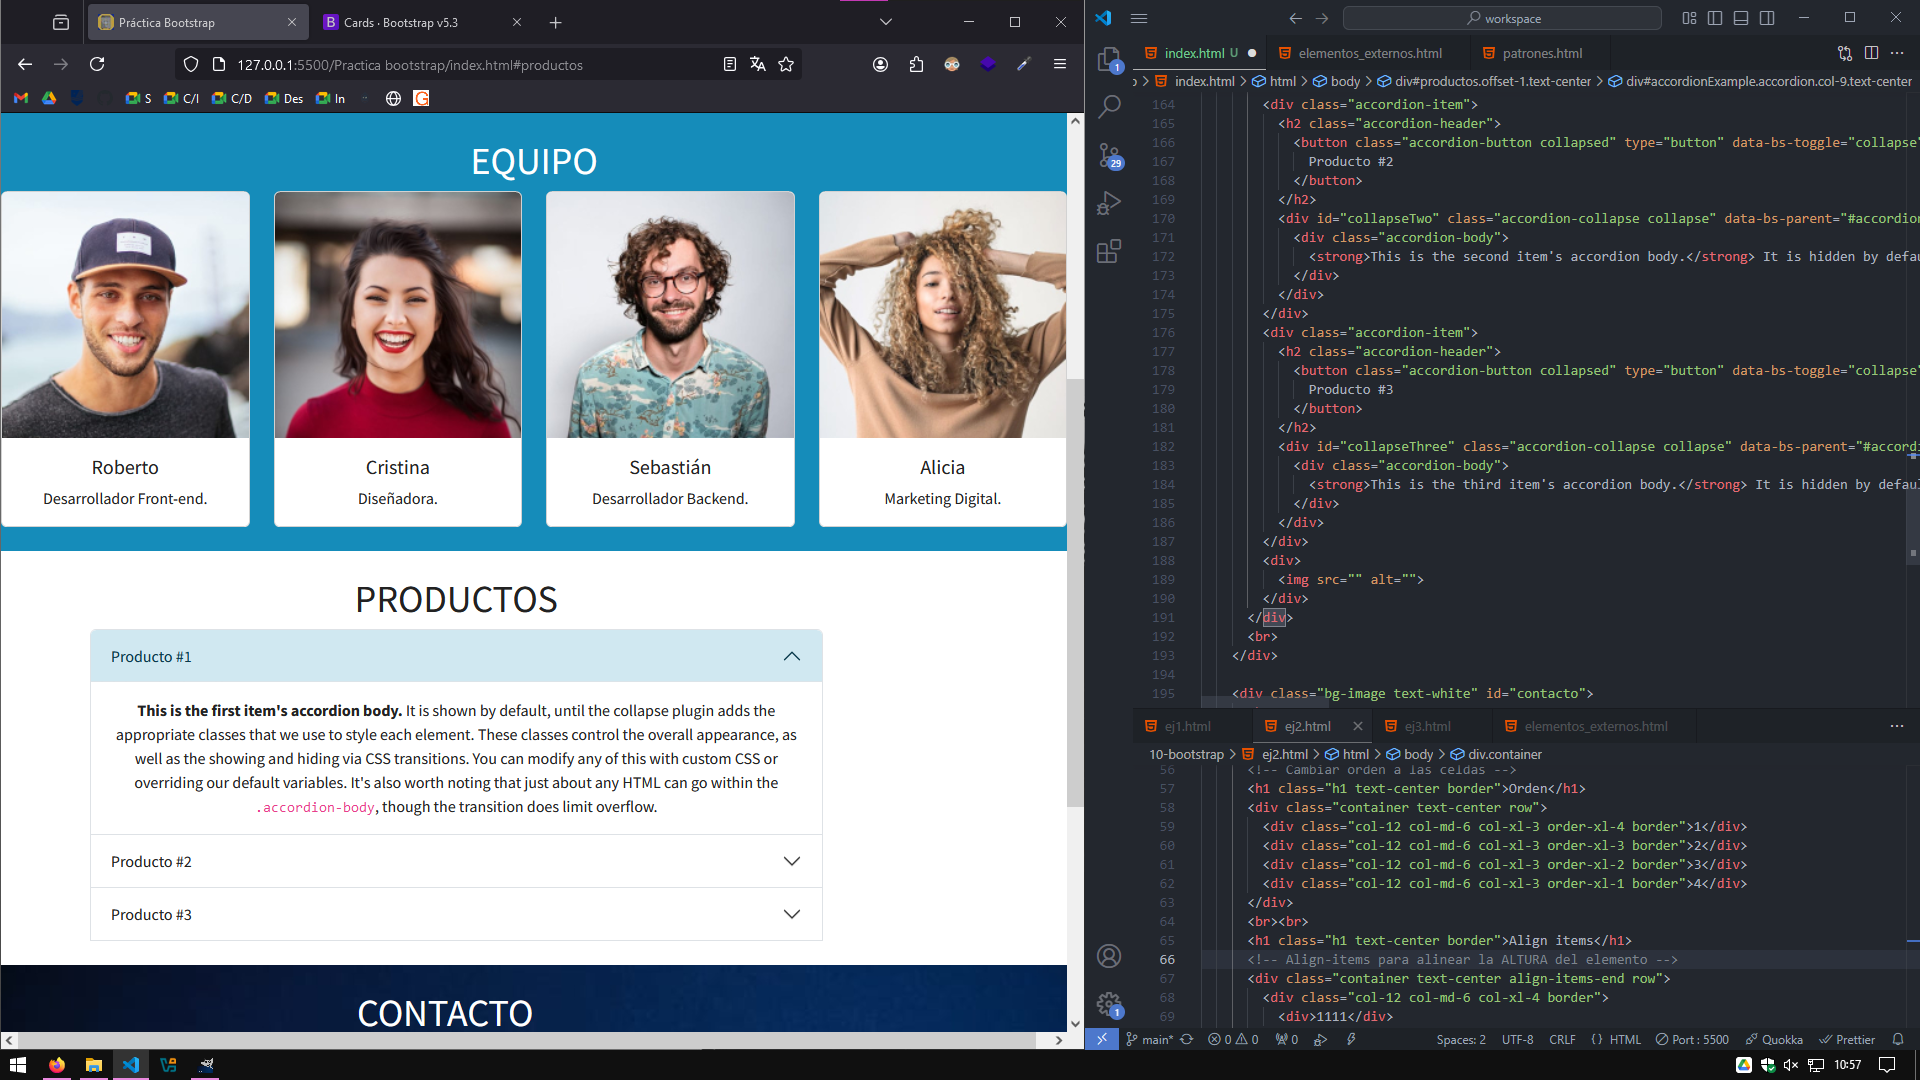 Práctica Bootstrap
Cards · Bootstrap v5.3
127.0.0.1:5500/Practica bootstrap/index.html#productos
S
C/I
C/D
Des
In
EQUIPO
Roberto
Desarrollador Front-end.
Cristina
Diseñadora.
Sebastián
Desarrollador Backend.
Alicia
Marketing Digital.
PRODUCTOS
Producto #1
This is the first item's accordion body. It is shown by default, until the collapse plugin adds the
appropriate classes that we use to style each element. These classes control the overall appearance, as
well as the showing and hiding via CSS transitions. You can modify any of this with custom CSS or
overriding our default variables. It's also worth noting that just about any HTML can go within the
.accordion-body, though the transition does limit overflow.
Producto #2
Producto #3
CONTACTO
workspace
index.html U
elementos_externos.html
patrones.html
index.html > html > body > div#productos.offset-1.text-center > div#accordionExample.accordion.col-9.text-center
164 <div class="accordion-item">
165 <h2 class="accordion-header">
166 <button class="accordion-button collapsed" type="button" data-bs-toggle="collapse"
167 Producto #2
168 </button>
169 </h2>
170 <div id="collapseTwo" class="accordion-collapse collapse" data-bs-parent="#accordion
171 <div class="accordion-body">
172 <strong>This is the second item's accordion body.</strong> It is hidden by defau
173 </div>
174 </div>
175 </div>
176 <div class="accordion-item">
177 <h2 class="accordion-header">
178 <button class="accordion-button collapsed" type="button" data-bs-toggle="collapse"
179 Producto #3
180 </button>
181 </h2>
182 <div id="collapseThree" class="accordion-collapse collapse" data-bs-parent="#accordi
183 <div class="accordion-body">
184 <strong>This is the third item's accordion body.</strong> It is hidden by defaul
185 </div>
186 </div>
187 </div>
188 <div>
189 <img src="" alt="">
190 </div>
191 </div>
192 <br>
193 </div>
194
195 <div class="bg-image text-white" id="contacto">
ej1.html
ej2.html
ej3.html
elementos_externos.html
10-bootstrap > ej2.html > html > body > div.container
56 <!-- Cambiar orden a las celdas -->
57 <h1 class="h1 text-center border">Orden</h1>
58 <div class="container text-center row">
59 <div class="col-12 col-md-6 col-xl-3 order-xl-4 border">1</div>
60 <div class="col-12 col-md-6 col-xl-3 order-xl-3 border">2</div>
61 <div class="col-12 col-md-6 col-xl-3 order-xl-2 border">3</div>
62 <div class="col-12 col-md-6 col-xl-3 order-xl-1 border">4</div>
63 </div>
64 <br><br>
65 <h1 class="h1 text-center border">Align items</h1>
66 <!-- Align-items para alinear la ALTURA del elemento -->
67 <div class="container text-center align-items-end row">
68 <div class="col-12 col-md-6 col-xl-4 border">
69 <div>1111</div>
1
29
1
main*
0
0
0
Spaces: 2
UTF-8
CRLF
{ } HTML
Port : 5500
Quokka
Prettier
10:57